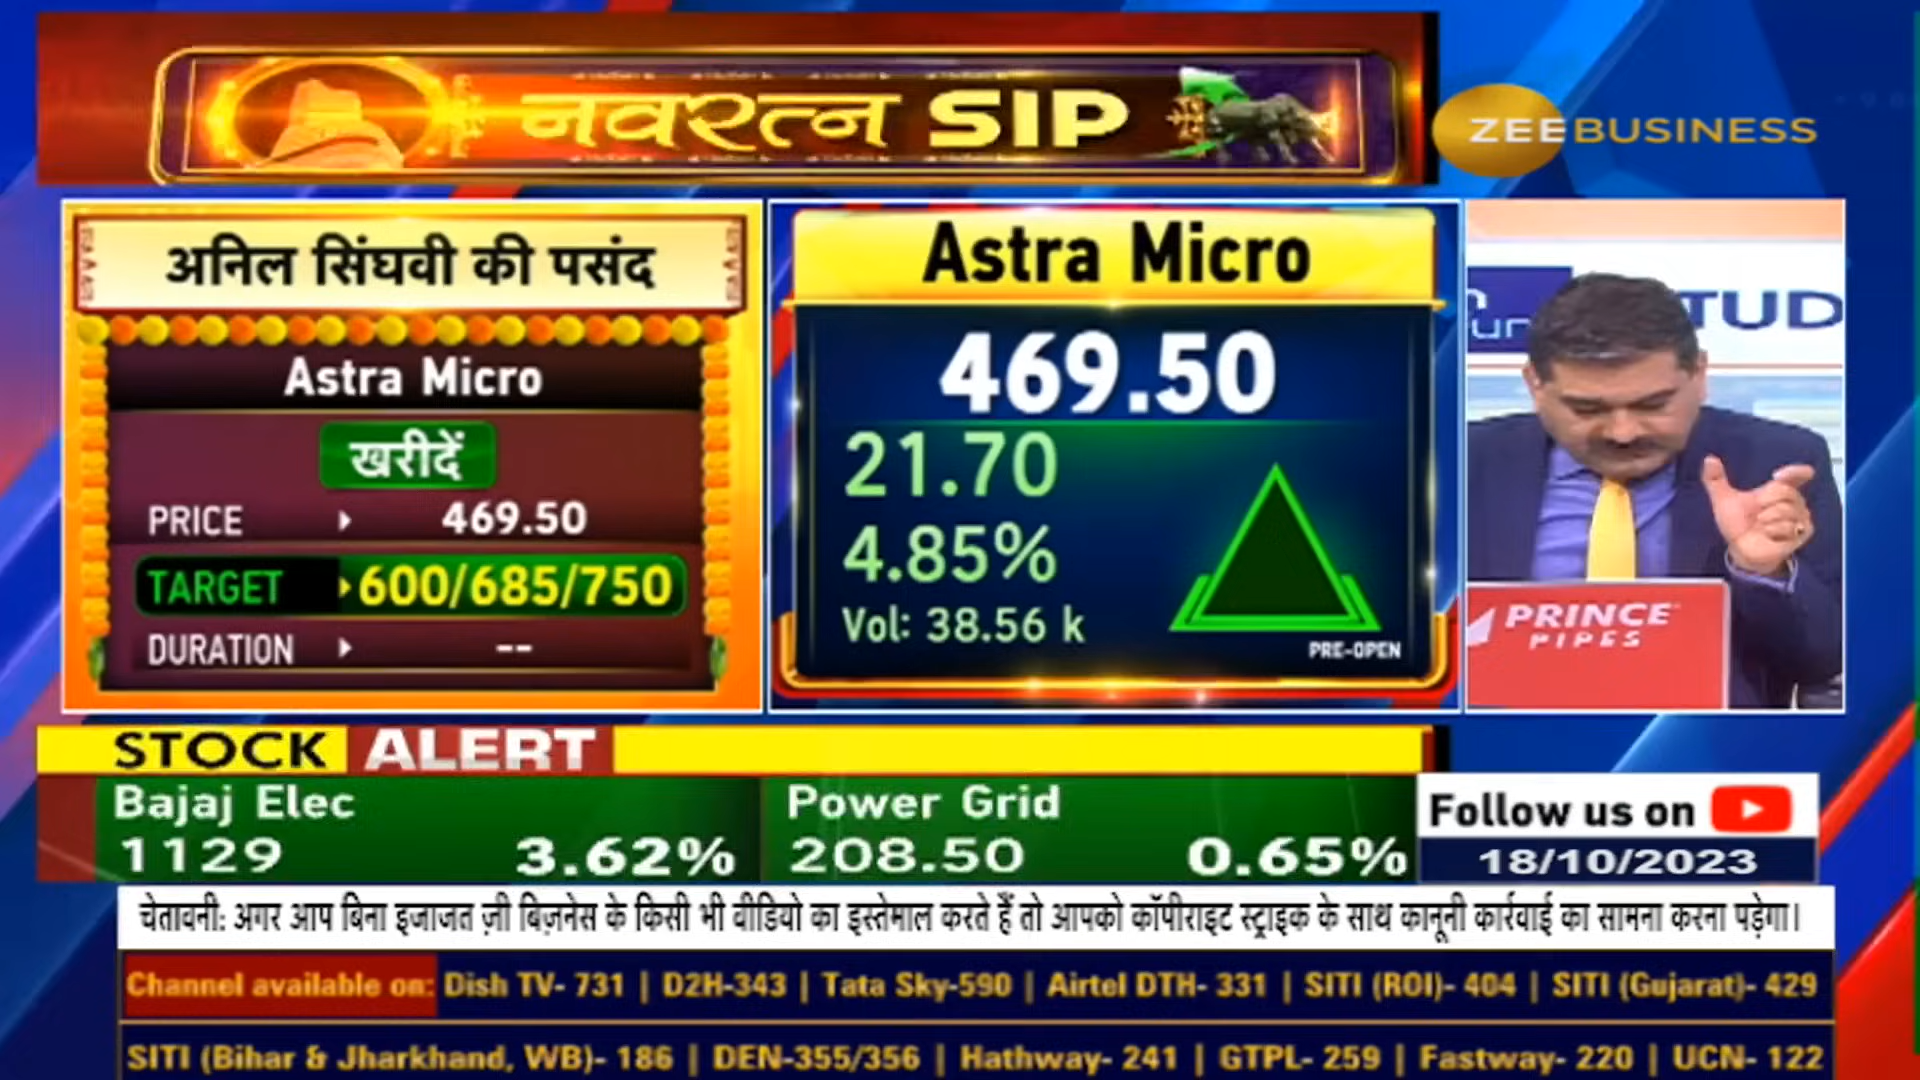 नवरत्न SIP
ZEEBUSINESS
अनिल सिंघवी की पसंद
Astra Micro
खरीदें
PRICE 469.50
TARGET 600/685/750
DURATION --
Astra Micro
469.50
21.70
4.85%
Vol: 38.56 k
PRE-OPEN
TUD
PRINCE
PIPES
STOCK ALERT
Bajaj Elec
1129 3.62%
Power Grid
208.50 0.65%
Follow us on
18/10/2023
चेतावनी: अगर आप बिना इजाजत ज़ी बिज़नेस के किसी भी वीडियो का इस्तेमाल करते हैं तो आपको कॉपीराइट स्ट्राइक के साथ कानूनी कार्रवाई का सामना करना पड़ेगा।
Channel available on: Dish TV- 731 | D2H-343 | Tata Sky-590 | Airtel DTH- 331 | SITI (ROI)- 404 | SITI (Gujarat)- 429
SITI (Bihar & Jharkhand, WB)- 186 | DEN-355/356 | Hathway- 241 | GTPL- 259 | Fastway- 220 | UCN- 122